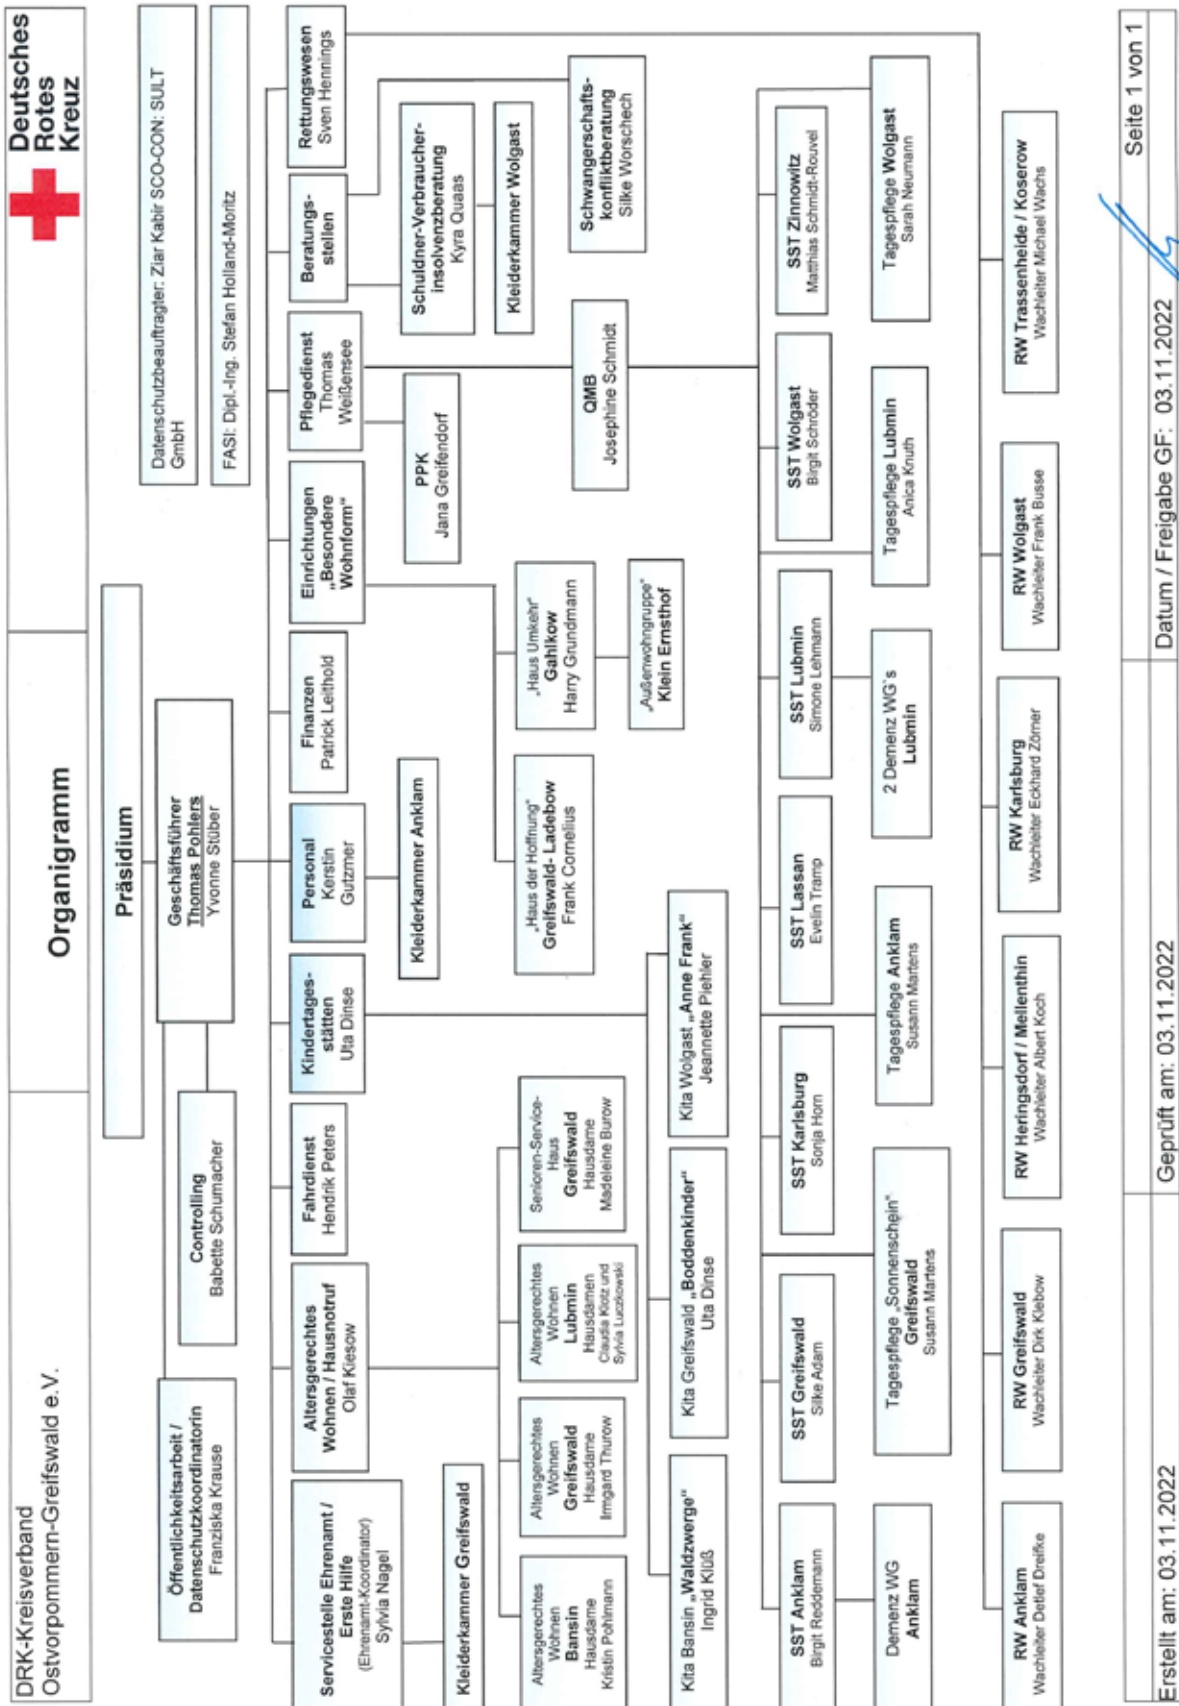 DRK-Kreisverband
Ostvorpommern-Greifswald e.V.
Organigramm
Deutsches
Rotes
Kreuz
Präsidium
Geschäftsführer
Thomas Pohlers
Yvonne Stüber
Datenschutzbeauftragter: Ziar Kabir SCO-CON: SULT
GmbH
FASI: Dipl.-Ing. Stefan Holland-Moritz
Öffentlichkeitsarbeit /
Datenschutzkoordinatorin
Franziska Krause
Controlling
Babette Schumacher
Servicestelle Ehrenamt /
Erste Hilfe
(Ehrenamt-Koordinator)
Sylvia Nagel
Altersgerechtes
Wohnen / Hausnotruf
Olaf Kiesow
Fahrdienst
Hendrik Peters
Kindertages-
stätten
Uta Dinse
Personal
Kerstin
Gutzmer
Finanzen
Patrick Leithold
Einrichtungen
„Besondere
Wohnform"
Pflegedienst
Thomas
Weißensee
Beratungs-
stellen
Rettungswesen
Sven Hennings
Kleiderkammer Greifswald
Kleiderkammer Anklam
PPK
Jana Greifendorf
Schuldner-Verbraucher-
insolvenzberatung
Kyra Quaas
Kleiderkammer Wolgast
Altersgerechtes
Wohnen
Bansin
Hausdame
Kristin Pohlmann
Altersgerechtes
Wohnen
Greifswald
Hausdame
Irmgard Thurow
Altersgerechtes
Wohnen
Lubmin
Hausdamen
Claudia Klotz und
Sylvia Luczkowski
Senioren-Service-
Haus
Greifswald
Hausdame
Madeleine Burow
„Haus der Hoffnung"
Greifswald- Ladebow
Frank Cornelius
„Haus Umkehr"
Gahlkow
Harry Grundmann
„Außenwohngruppe"
Klein Ernsthof
QMB
Josephine Schmidt
Schwangerschafts-
konfliktberatung
Silke Worschech
Kita Bansin „Waldzwerge"
Ingrid Klüß
Kita Greifswald „Boddenkinder"
Uta Dinse
Kita Wolgast „Anne Frank"
Jeannette Piehler
SST Anklam
Birgit Reddemann
SST Greifswald
Silke Adam
SST Karlsburg
Sonja Horn
SST Lassan
Evelin Tramp
SST Lubmin
Simone Lehmann
SST Wolgast
Birgit Schröder
SST Zinnowitz
Matthias Schmidt-Rouvel
Demenz WG
Anklam
Tagespflege „Sonnenschein"
Greifswald
Susann Martens
Tagespflege Anklam
Susann Martens
2 Demenz WG`s
Lubmin
Tagespflege Lubmin
Anica Knuth
Tagespflege Wolgast
Sarah Neumann
RW Anklam
Wachleiter Detlef Dreifke
RW Greifswald
Wachleiter Dirk Klebow
RW Heringsdorf / Mellenthin
Wachleiter Albert Koch
RW Karlsburg
Wachleiter Eckhard Zörner
RW Wolgast
Wachleiter Frank Busse
RW Trassenheide / Koserow
Wachleiter Michael Wachs
Seite 1 von 1
Erstellt am: 03.11.2022
Geprüft am: 03.11.2022
Datum / Freigabe GF: 03.11.2022